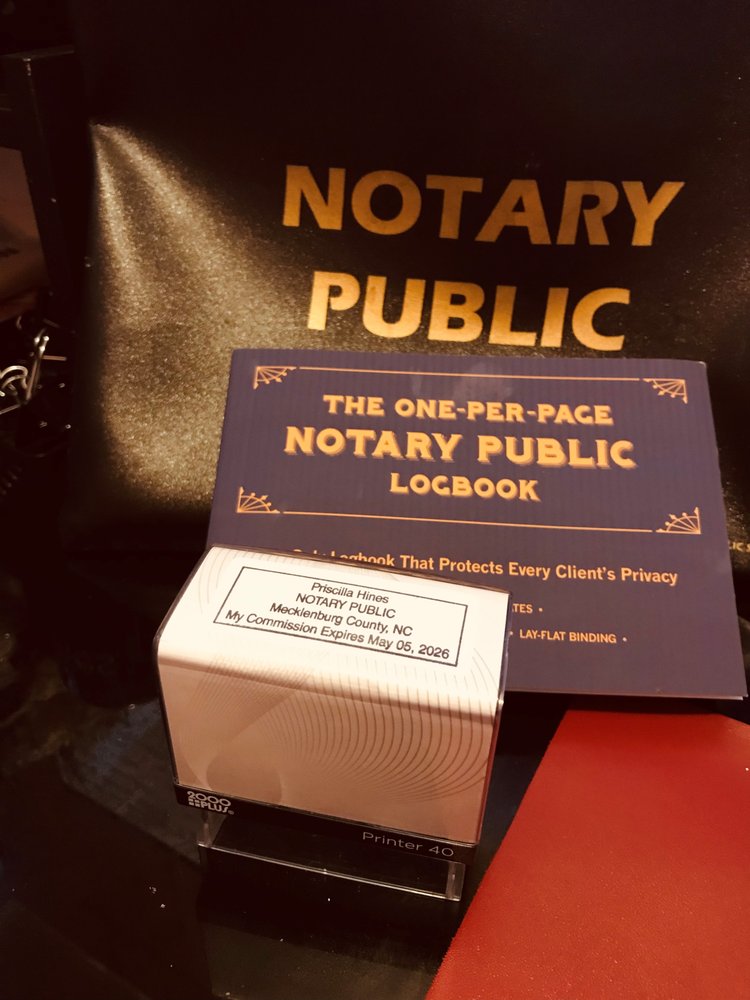 NOTARY
PUBLIC
THE ONE-PER-PAGE
NOTARY PUBLIC
LOGBOOK
Logbook That Protects Every Client's Privacy
• LAY-FLAT BINDING •
Priscilla Hines
NOTARY PUBLIC
Mecklenburg County, NC
My Commission Expires May 05, 2026
2000
PLUS®
Printer 40